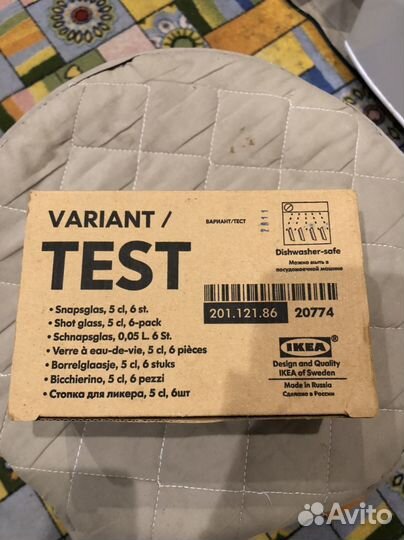 VARIANT /
TEST
ВАРИАНТ/ТЕСТ
2011
Dishwasher-safe
Можно мыть в
посудомоечной машине
• Snapsglas, 5 cl, 6 st.
• Shot glass, 5 cl, 6-pack
• Schnapsglas, 0,05 L. 6 St.
• Verre à eau-de-vie, 5 cl, 6 pièces
• Borrelglaasje, 5 cl, 6 stuks
• Bicchierino, 5 cl, 6 pezzi
• Стопка для ликера, 5 cl, 6шт
201.121.86 20774
IKEA
Design and Quality
IKEA of Sweden
Made in Russia
Сделано в России
Avito